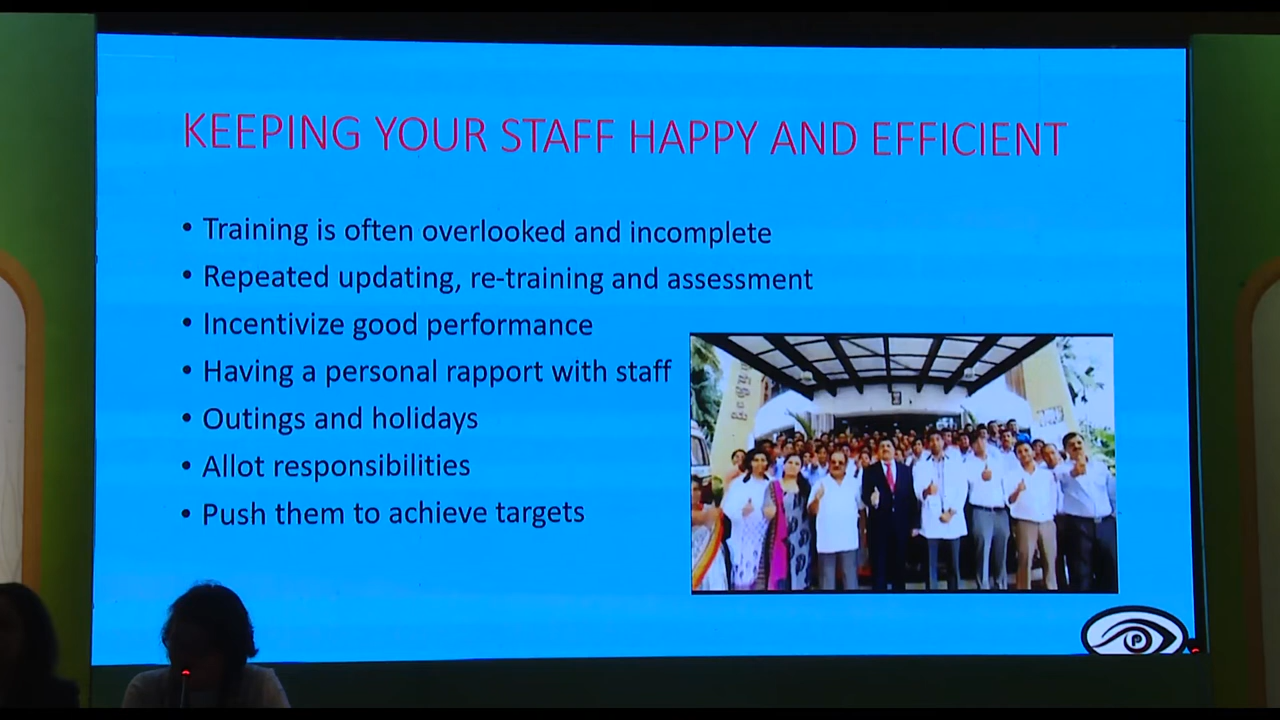 KEEPING YOUR STAFF HAPPY AND EFFICIENT
• Training is often overlooked and incomplete
• Repeated updating, re-training and assessment
• Incentivize good performance
• Having a personal rapport with staff
• Outings and holidays
• Allot responsibilities
• Push them to achieve targets
P